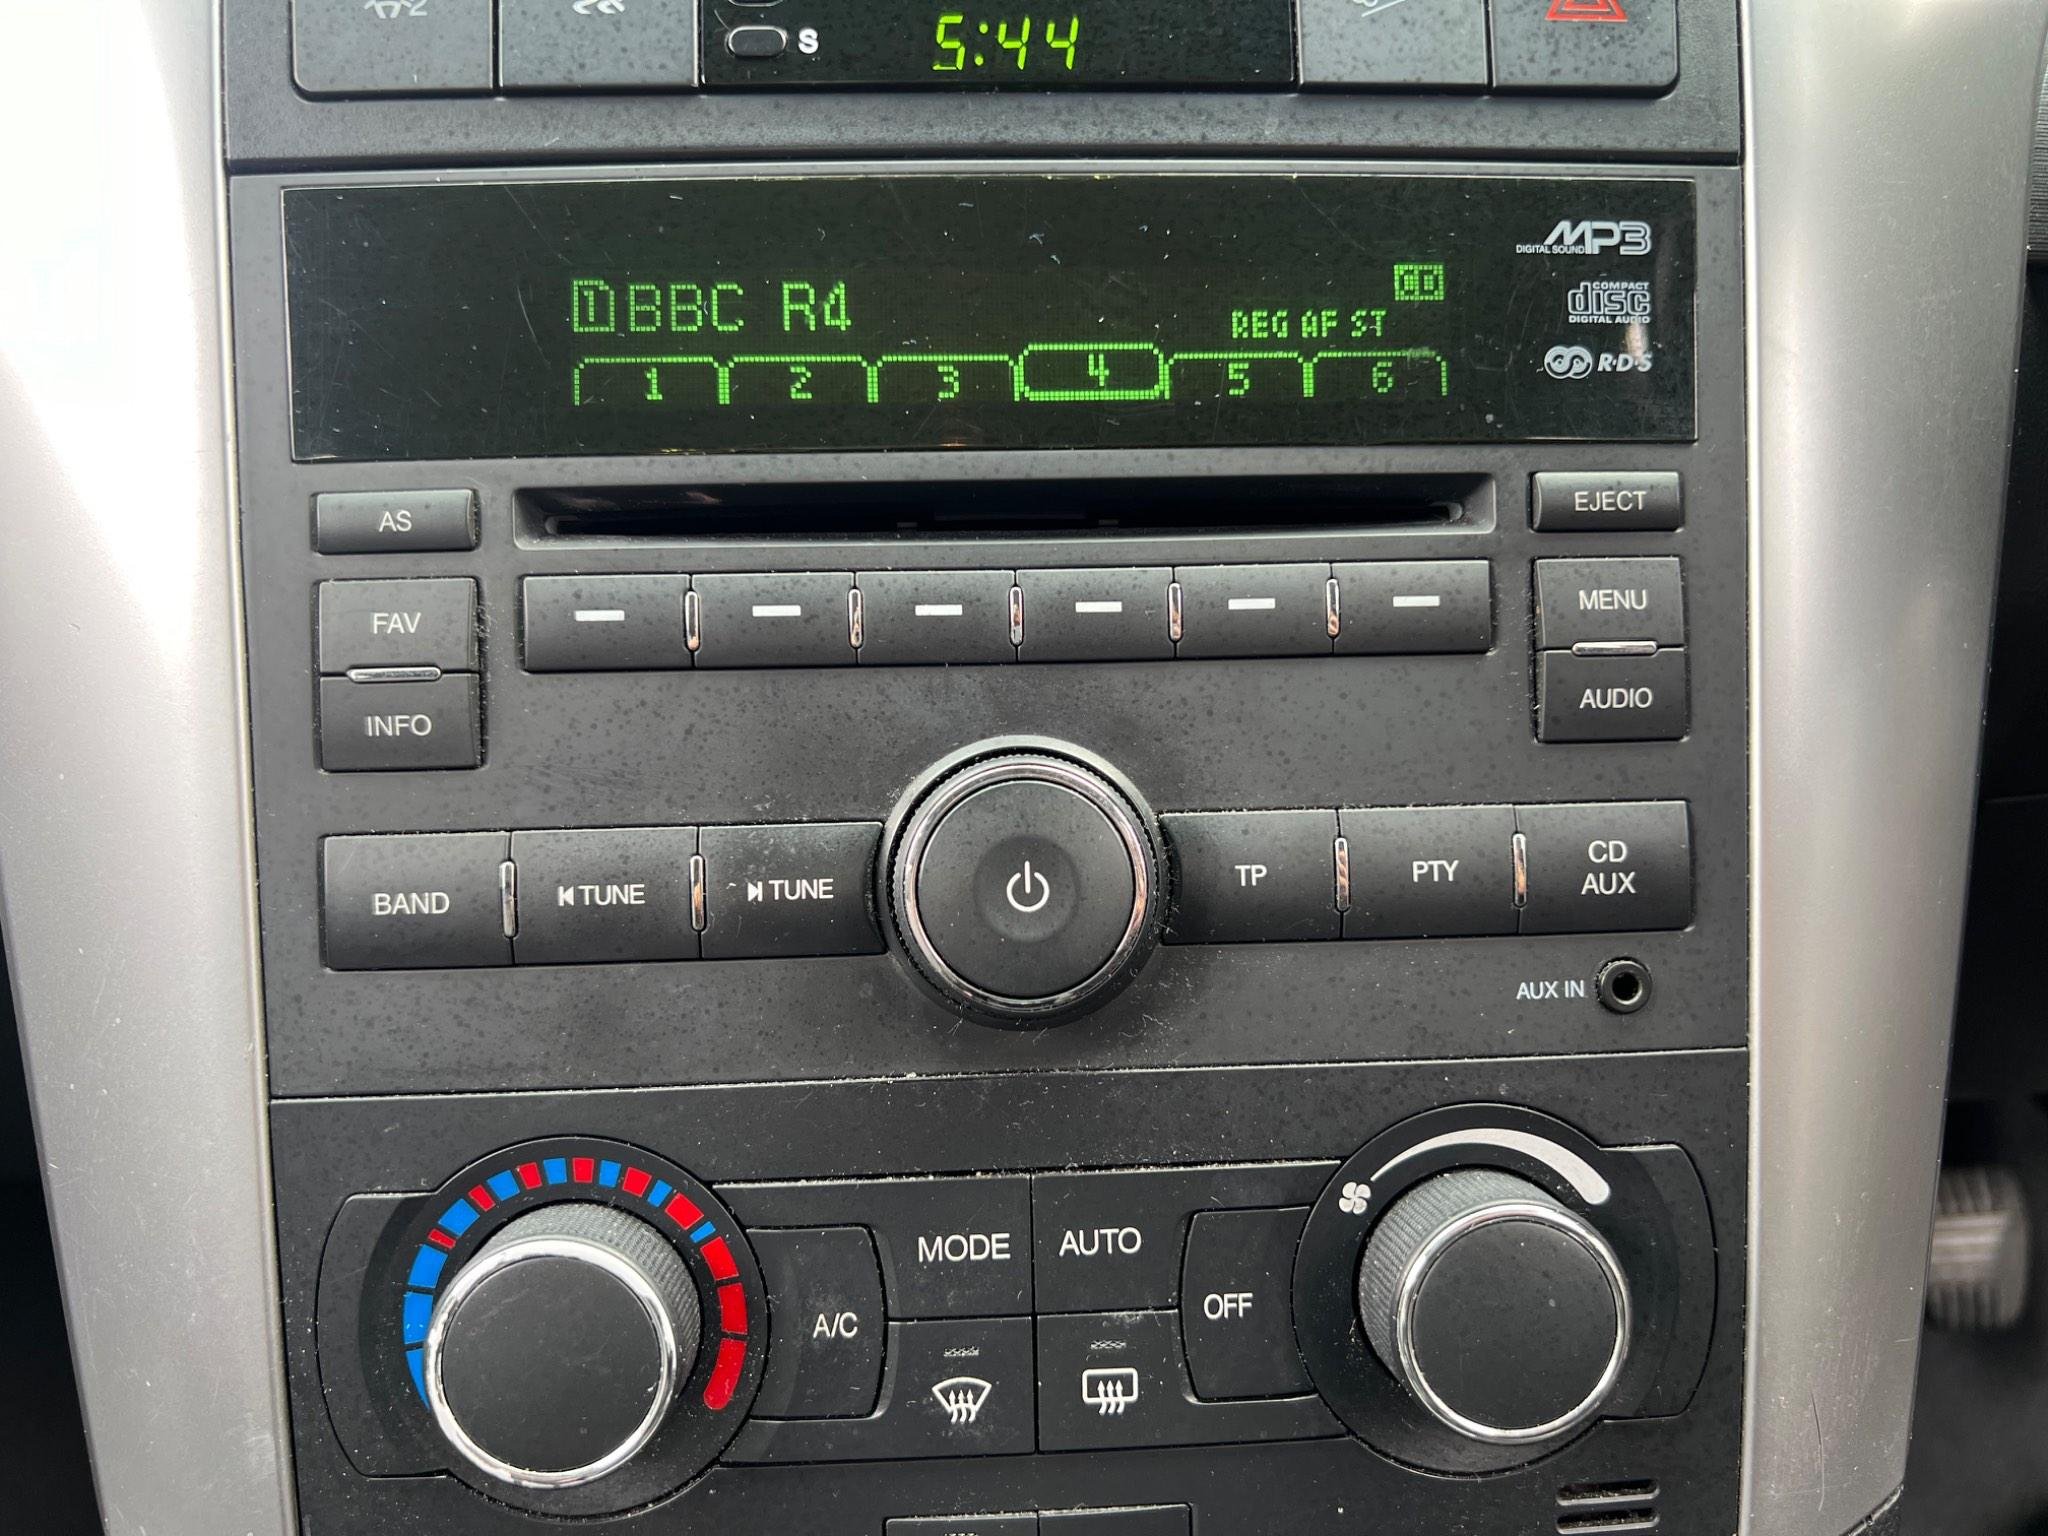 S
5:44
MP3
DIGITAL SOUND
1 BBC R4
REG AF ST
COMPACT
disc
DIGITAL AUDIO
1 2 3 4 5 6
R·D·S
AS
EJECT
FAV
MENU
INFO
AUDIO
BAND
TUNE
TUNE
TP
PTY
CD
AUX
AUX IN
MODE
AUTO
A/C
OFF